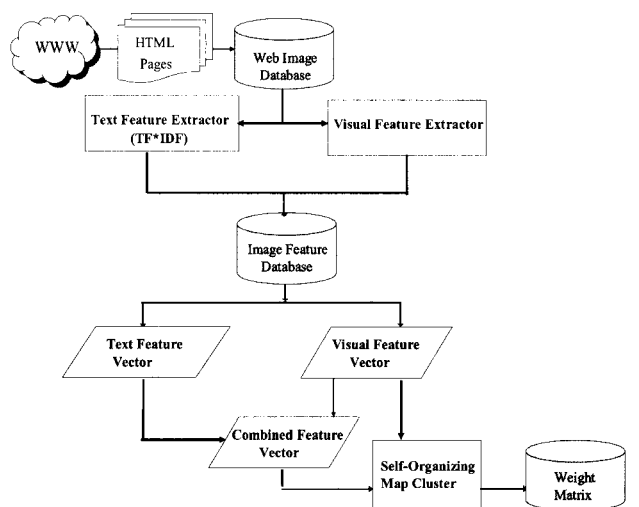 WWW
HTML
Pages
Web Image
Database
Text Feature Extractor
(TF*IDF)
Visual Feature Extractor
Image Feature
Database
Text Feature
Vector
Visual Feature
Vector
Combined Feature
Vector
Self-Organizing
Map Cluster
Weight
Matrix